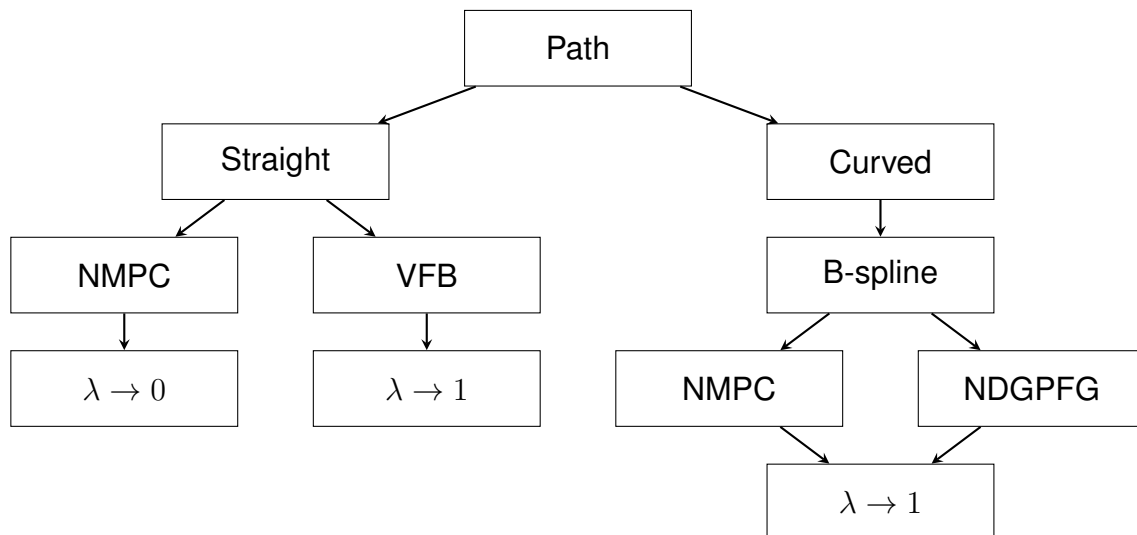 Path
Straight
Curved
NMPC
VFB
B-spline
λ → 0
λ → 1
NMPC
NDGPFG
λ → 1